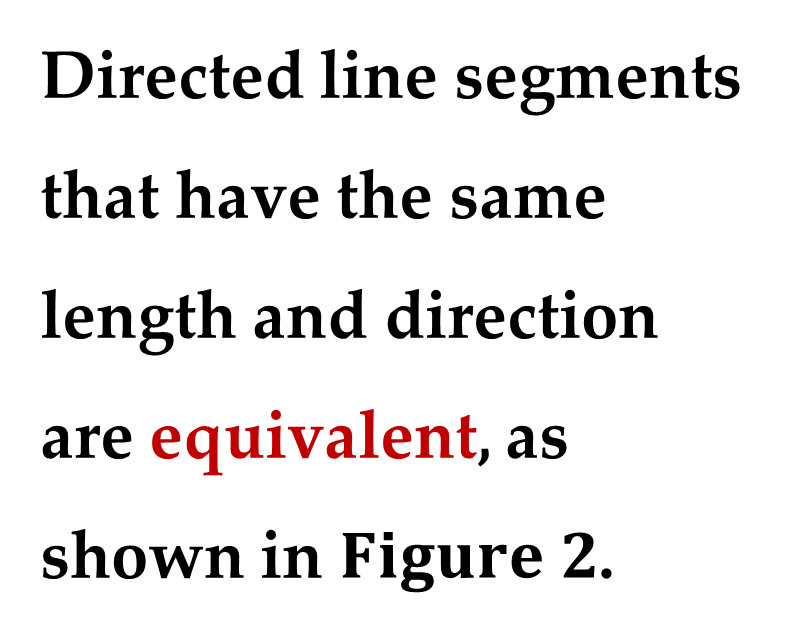 Directed line segments
that have the same
length and direction
are equivalent, as
shown in Figure 2.